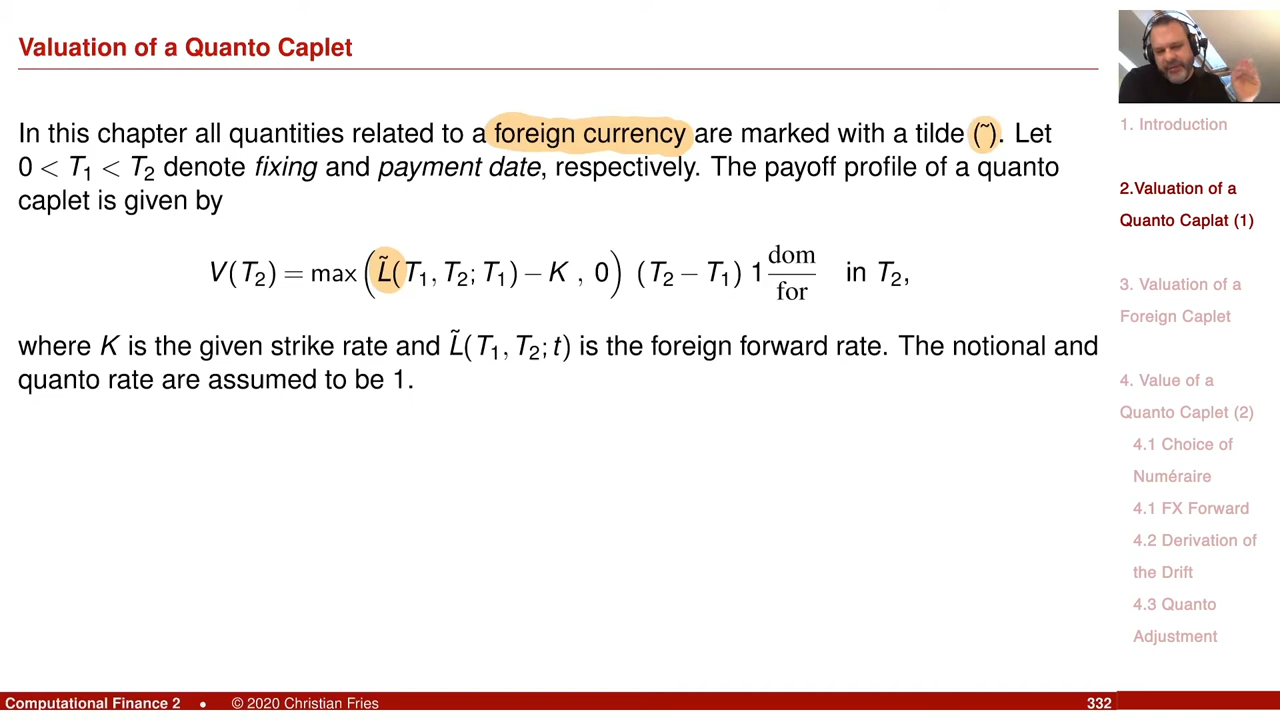 Valuation of a Quanto Caplet
In this chapter all quantities related to a foreign currency are marked with a tilde (˜). Let
0 < T₁ < T₂ denote fixing and payment date, respectively. The payoff profile of a quanto
caplet is given by
V(T₂) = max (L̃(T₁, T₂; T₁) − K , 0) (T₂ − T₁) 1 dom/for in T₂,
where K is the given strike rate and L̃(T₁, T₂; t) is the foreign forward rate. The notional and
quanto rate are assumed to be 1.
1. Introduction
2.Valuation of a
Quanto Caplat (1)
3. Valuation of a
Foreign Caplet
4. Value of a
Quanto Caplet (2)
4.1 Choice of
Numéraire
4.1 FX Forward
4.2 Derivation of
the Drift
4.3 Quanto
Adjustment
Computational Finance 2 • © 2020 Christian Fries 332